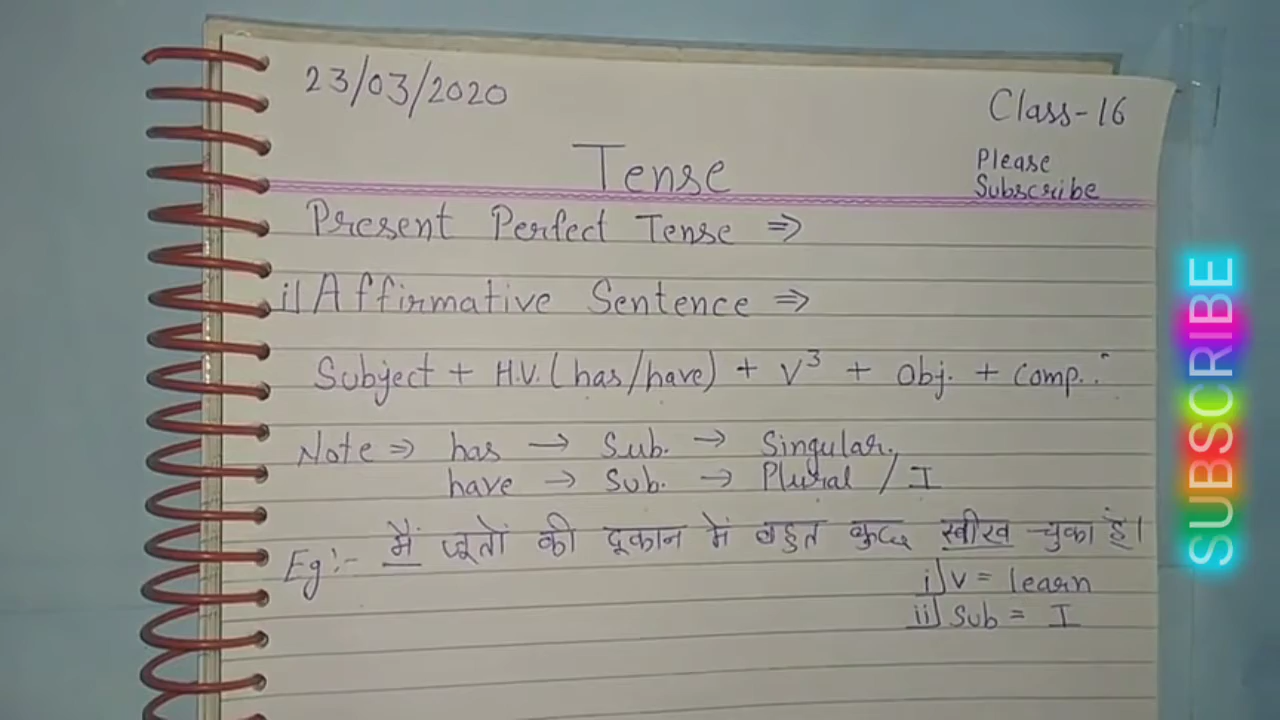 23/03/2020
Class-16
Tense
Please
Subscribe
Present Perfect Tense ⇒
i) Affirmative Sentence ⇒
Subject + H.V. (has/have) + V³ + Obj. + Comp..
Note ⇒ has → Sub. → Singular.
have → Sub. → Plural / I
Eg:- मैं जूतों की दूकान में बहुत कुछ सीख चुका हूं।
i) V = learn
ii) Sub = I
SUBSCRIBE